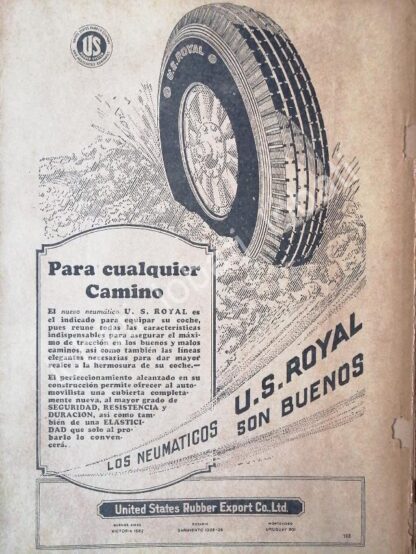 US
U.S. ROYAL
Para cualquier
Camino
El nuevo neumático U. S. ROYAL es
el indicado para equipar su coche,
pues reune todas las características
indispensables para asegurar el máxi-
mo de tracción en los buenos y malos
caminos, así como también las líneas
elegantes necesarias para dar mayor
realce a la hermosura de su coche.—
El perfeccionamiento alcanzado en su
construcción permite ofrecer al auto-
movilista una cubierta completa-
mente nueva, al mayor grado de
SEGURIDAD, RESISTENCIA y
DURACION, así como tam-
bién de una ELASTICI-
DAD que solo al pro-
barlo lo conven-
cerá.
LOS NEUMATICOS U.S. ROYAL
SON BUENOS
United States Rubber Export Co., Ltd.
BUENOS AIRES
ROSARIO
MONTEVIDEO
SARMIENTO
URUGUAY